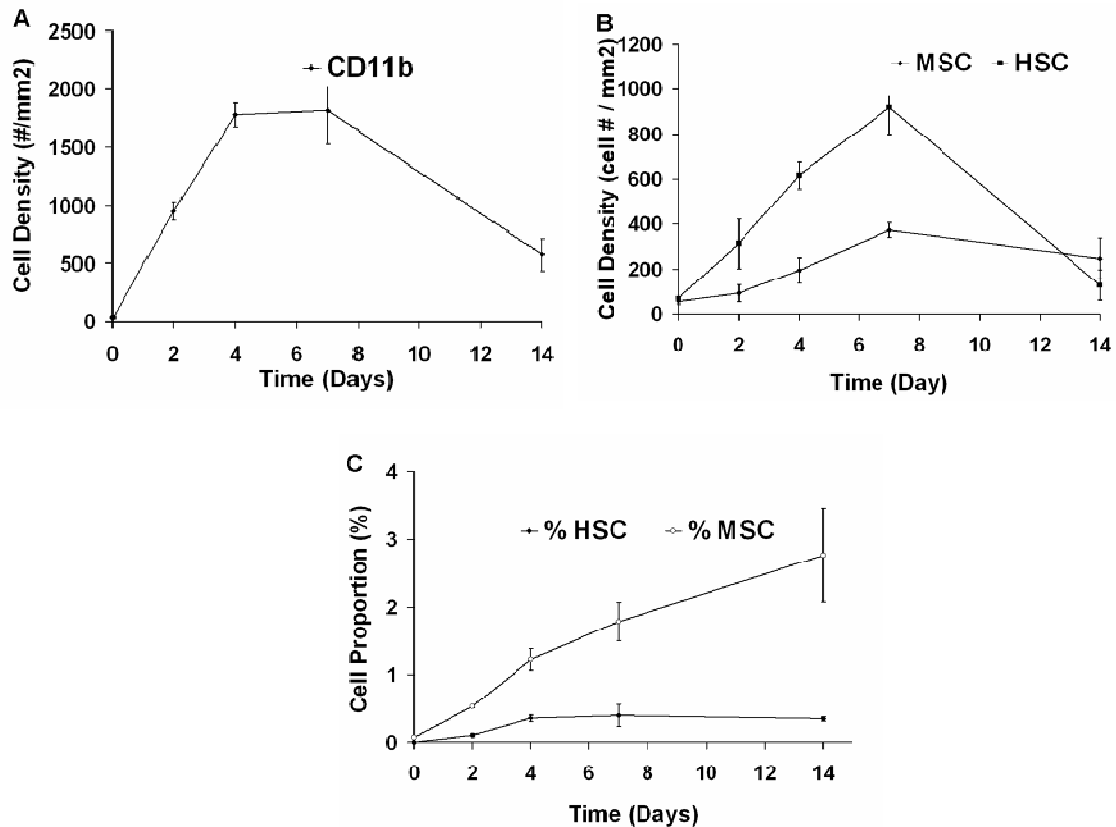 A
2500
2000
1500
1000
500
0
Cell Density (#/mm2)
CD11b
0 2 4 6 8 10 12 14
Time (Days)
B
1200
1000
800
600
400
200
0
Cell Density (cell # / mm2)
MSC HSC
0 2 4 6 8 10 12 14
Time (Day)
C
4
3
2
1
0
Cell Proportion (%)
% HSC % MSC
0 2 4 6 8 10 12 14
Time (Days)